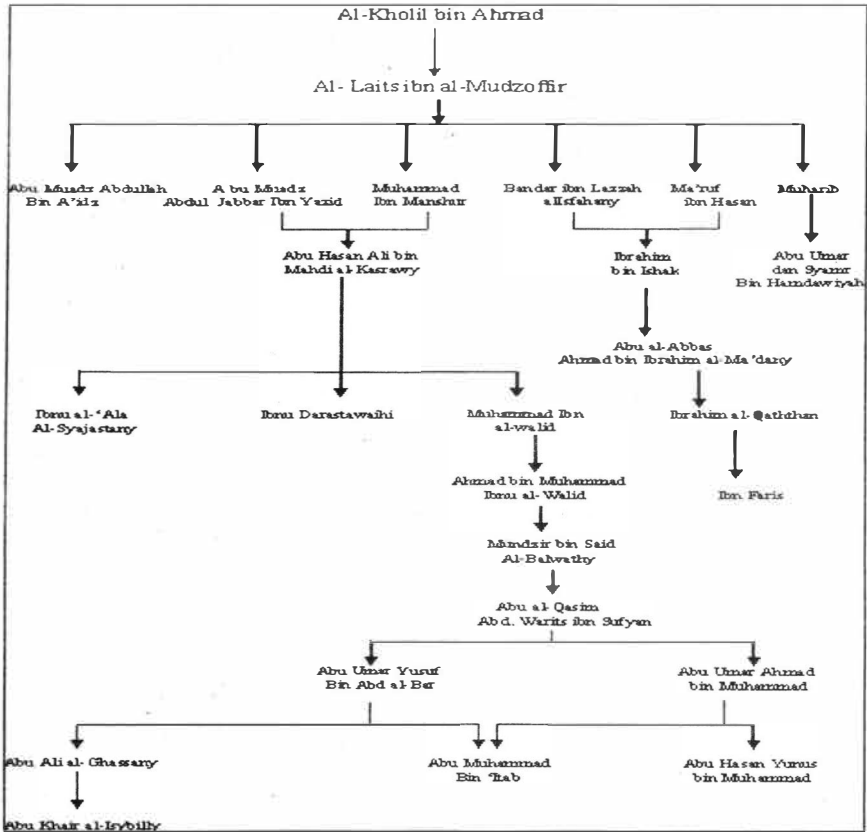 Al-Kholil bin Ahmad
Al- Laits ibn al-Mudzoffir
Abu Muadz Abdullah
Bin A'idz
Abu Muadz
Abdul Jabbar Ibn Yazid
Muhammad
Ibn Manshur
Bandar ibn Lazzah
alIsfahany
Ma'ruf
ibn Hasan
Muharib
Abu Hasan Ali bin
Mahdi al-Kasrawy
Ibrahim
bin Ishak
Abu Umar
dan Syamr
Bin Hamdawiyah
Abu al-Abbas
Ahmad bin Ibrahim al-Ma'dany
Ibnu al-'Ala
Al-Syajastany
Ibnu Darastawaihi
Muhammad Ibn
al-walid
Ibrahim al-Qaththan
Ahmad bin Muhammad
Ibnu al-Walid
Ibn Faris
Mundzir bin Said
Al-Balwathy
Abu al-Qasim
Abd. Warits ibn Sufyan
Abu Umar Yusuf
Bin Abd al-Bar
Abu Umar Ahmad
bin Muhammad
Abu Ali al-Ghassany
Abu Muhammad
Bin 'Itab
Abu Hasan Yunus
bin Muhammad
Abu Khair al-Isybilly